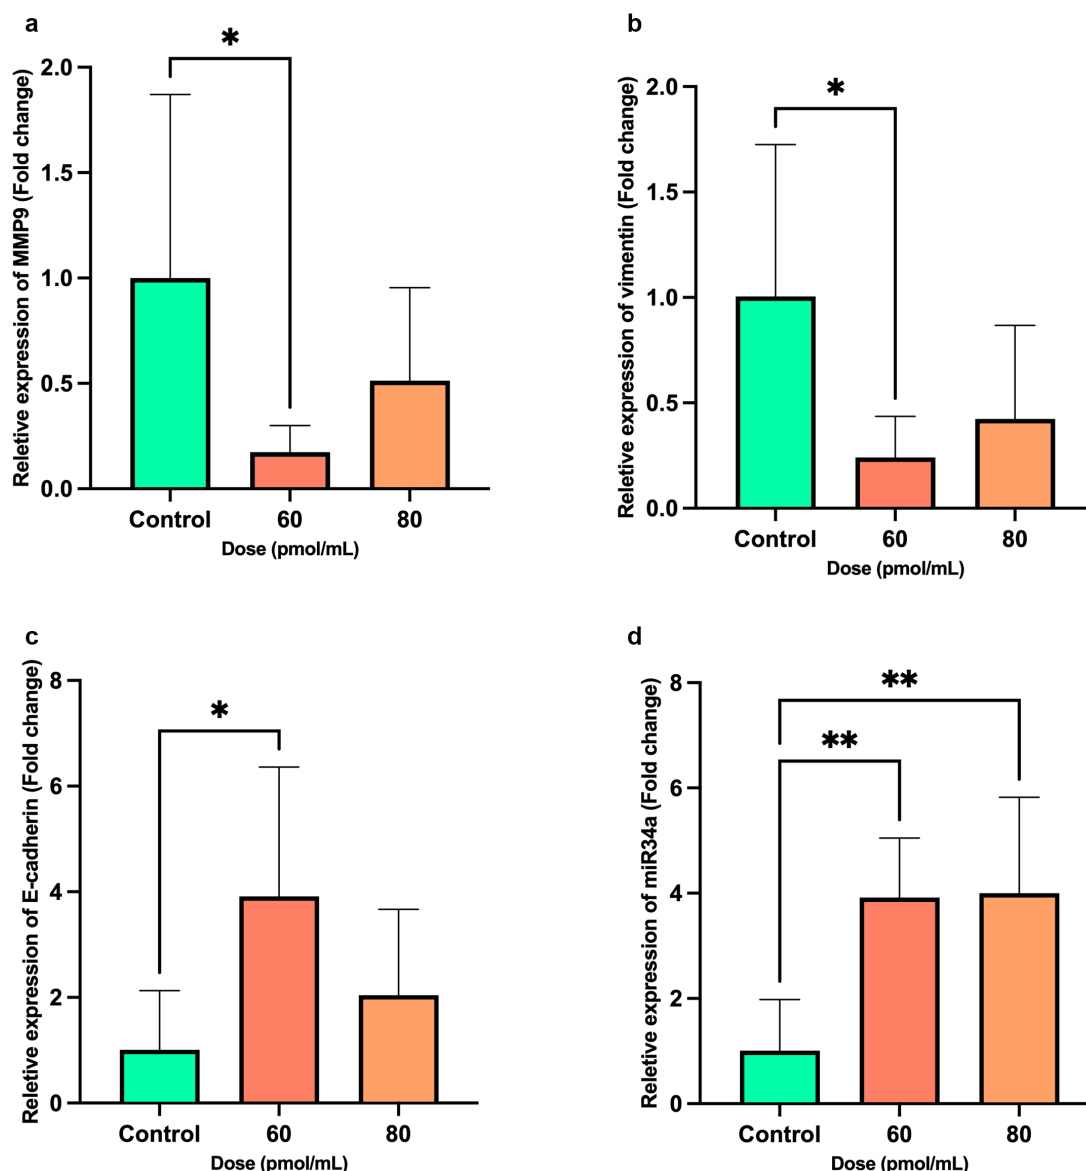 a
*
Reletive expression of MMP9 (Fold change)
2.0
1.5
1.0
0.5
0.0
Control 60 80
Dose (pmol/mL)
b
*
Reletive expression of vimentin (Fold change)
2.0
1.5
1.0
0.5
0.0
Control 60 80
Dose (pmol/mL)
c
*
Reletive expression of E-cadherin (Fold change)
8
6
4
2
0
Control 60 80
Dose (pmol/mL)
d
**
**
Reletive expression of miR34a (Fold change)
8
6
4
2
0
Control 60 80
Dose (pmol/mL)